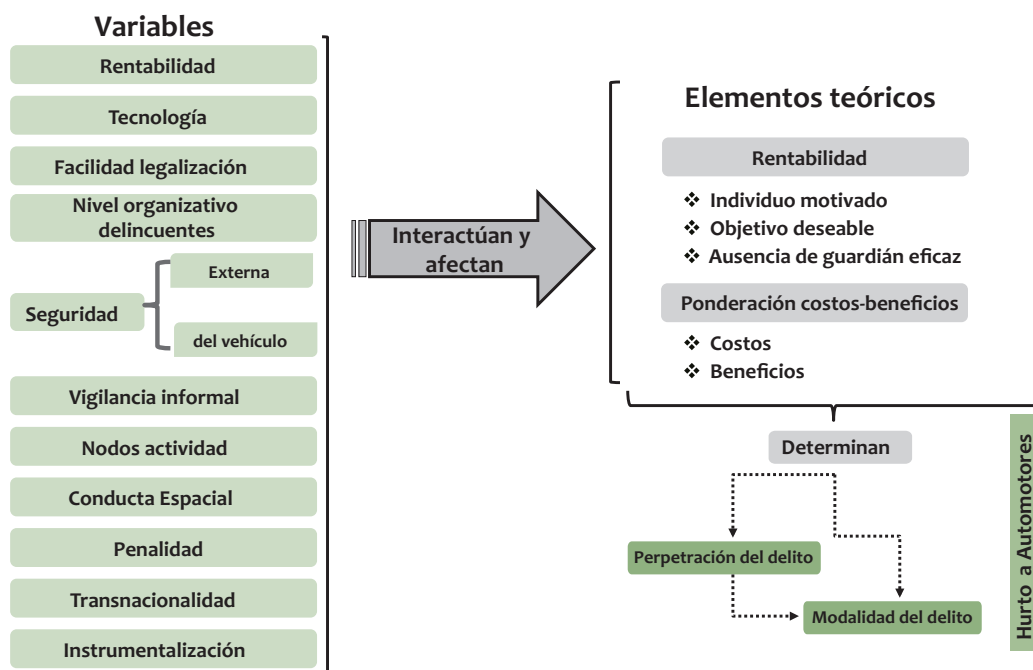 Variables
Rentabilidad
Tecnología
Facilidad legalización
Nivel organizativo
delincuentes
Seguridad
Externa
del vehículo
Vigilancia informal
Nodos actividad
Conducta Espacial
Penalidad
Transnacionalidad
Instrumentalización
Interactúan y
afectan
Elementos teóricos
Rentabilidad
❖ Individuo motivado
❖ Objetivo deseable
❖ Ausencia de guardián eficaz
Ponderación costos-beneficios
❖ Costos
❖ Beneficios
Determinan
Perpetración del delito
Modalidad del delito
Hurto a Automotores